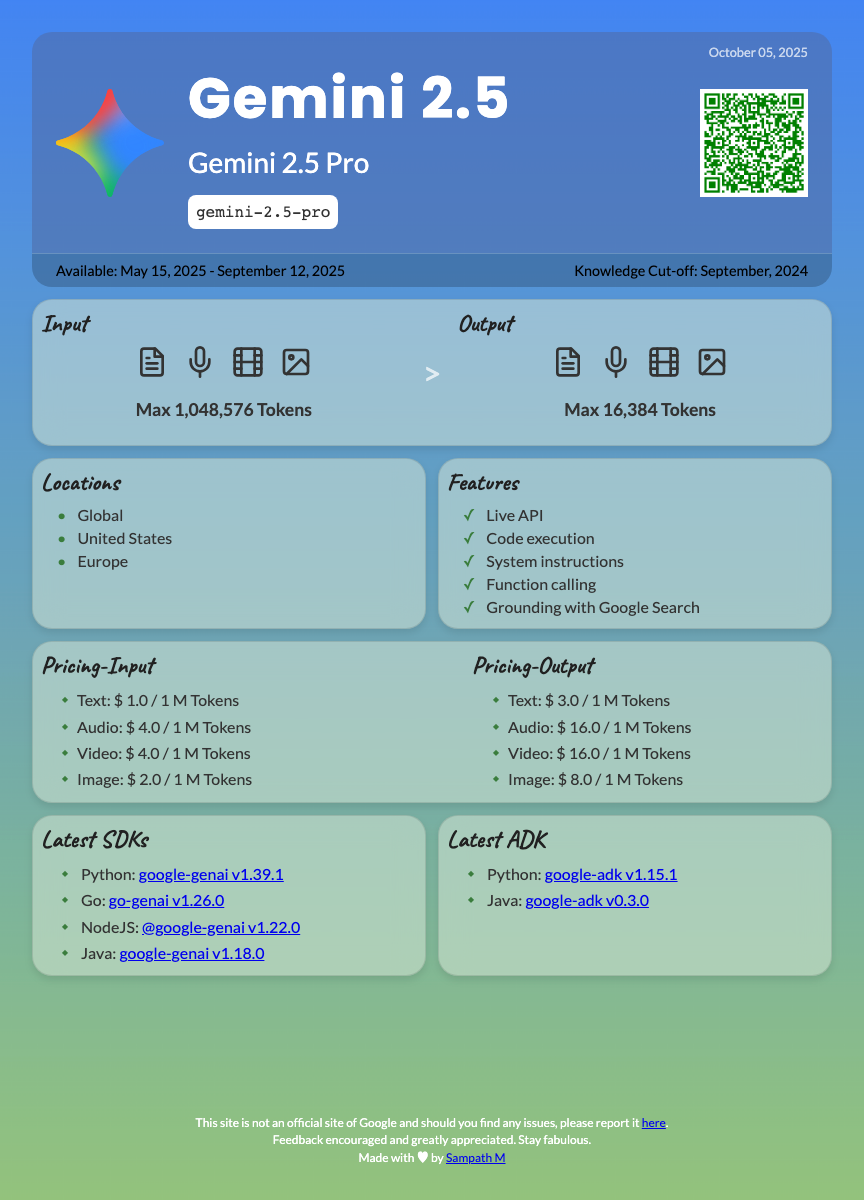 October 05, 2025
Gemini 2.5
Gemini 2.5 Pro
gemini-2.5-pro
Available: May 15, 2025 - September 12, 2025
Knowledge Cut-off: September, 2024
Input
Output
>
Max 1,048,576 Tokens
Max 16,384 Tokens
Locations
Global
United States
Europe
Features
✓ Live API
✓ Code execution
✓ System instructions
✓ Function calling
✓ Grounding with Google Search
Pricing-Input
Text: $ 1.0 / 1 M Tokens
Audio: $ 4.0 / 1 M Tokens
Video: $ 4.0 / 1 M Tokens
Image: $ 2.0 / 1 M Tokens
Pricing-Output
Text: $ 3.0 / 1 M Tokens
Audio: $ 16.0 / 1 M Tokens
Video: $ 16.0 / 1 M Tokens
Image: $ 8.0 / 1 M Tokens
Latest SDKs
Python: google-genai v1.39.1
Go: go-genai v1.26.0
NodeJS: @google-genai v1.22.0
Java: google-genai v1.18.0
Latest ADK
Python: google-adk v1.15.1
Java: google-adk v0.3.0
This site is not an official site of Google and should you find any issues, please report it here.
Feedback encouraged and greatly appreciated. Stay fabulous.
Made with ♥ by Sampath M